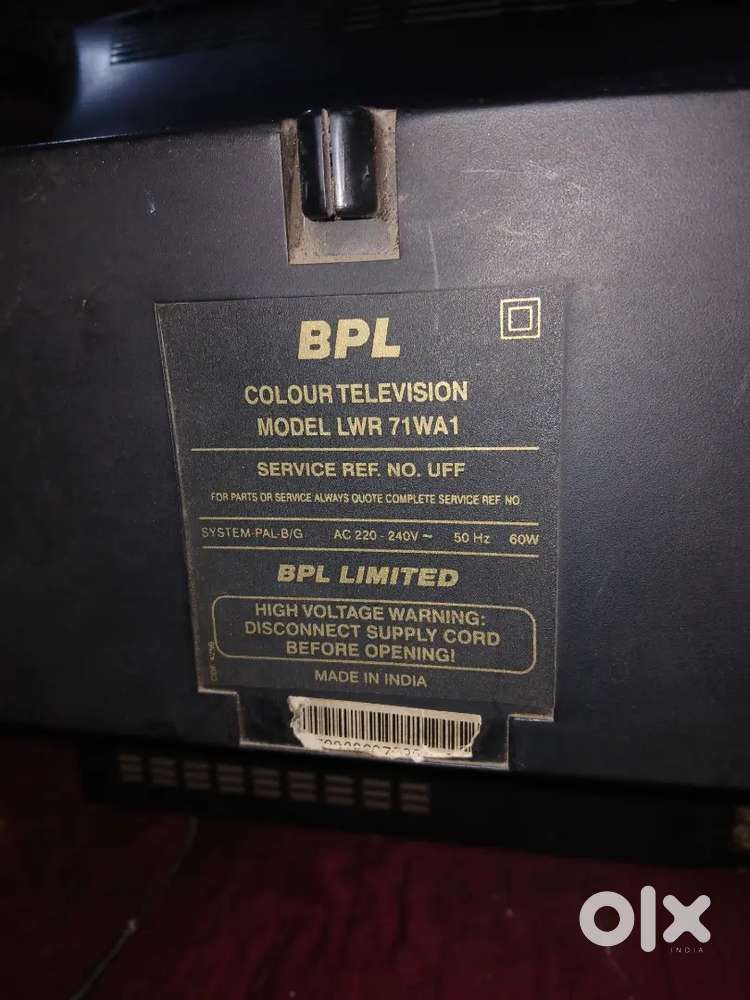 BPL
COLOUR TELEVISION
MODEL LWR 71WA1
SERVICE REF. NO. UFF
FOR PARTS OR SERVICE ALWAYS QUOTE COMPLETE SERVICE REF NO.
SYSTEM-PAL-B/G AC 220 - 240V ~ 50 Hz 60W
BPL LIMITED
HIGH VOLTAGE WARNING:
DISCONNECT SUPPLY CORD
BEFORE OPENING!
MADE IN INDIA
olx
INDIA